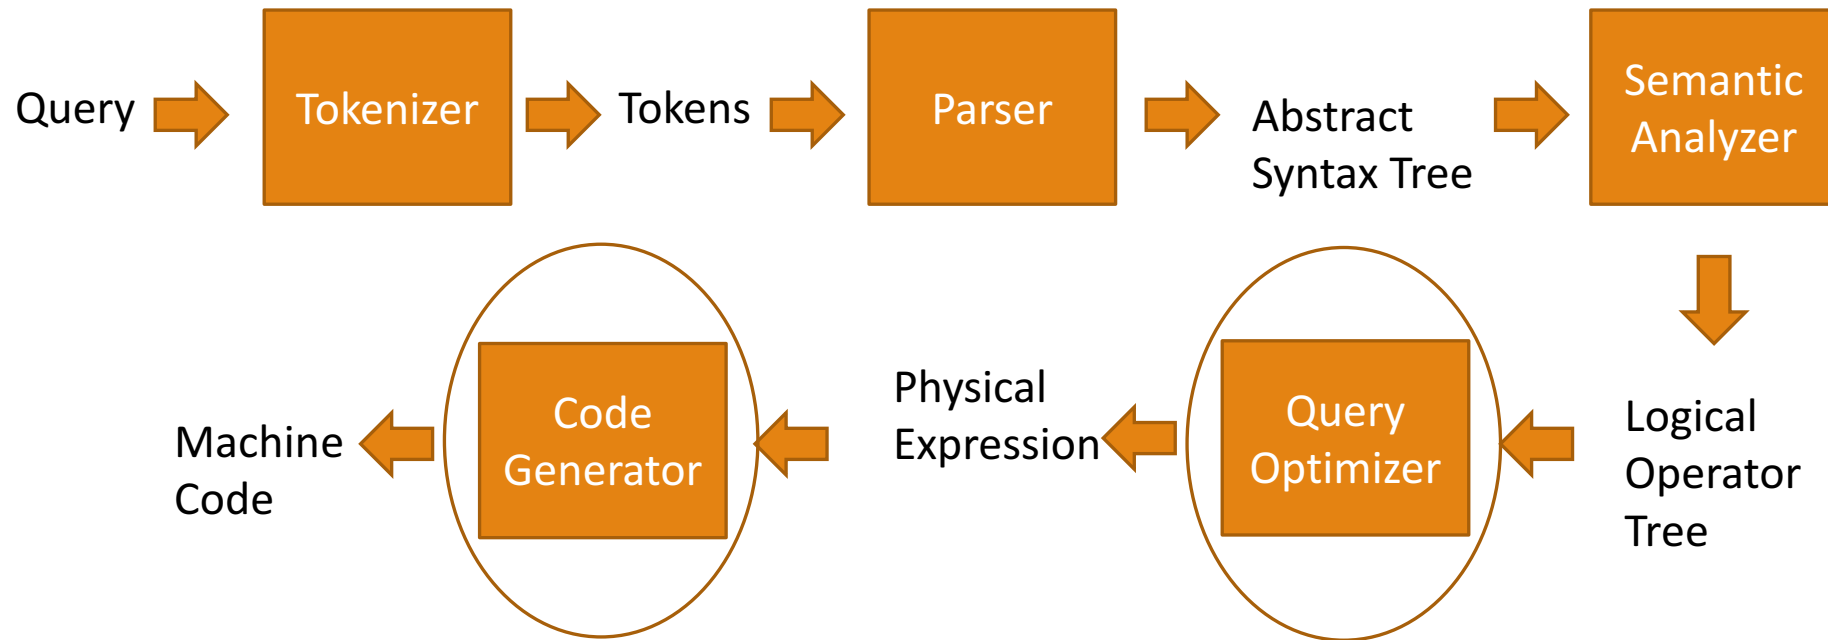 Query
Tokenizer
Tokens
Parser
Abstract
Syntax Tree
Semantic
Analyzer
Logical
Operator
Tree
Query
Optimizer
Physical
Expression
Code
Generator
Machine
Code